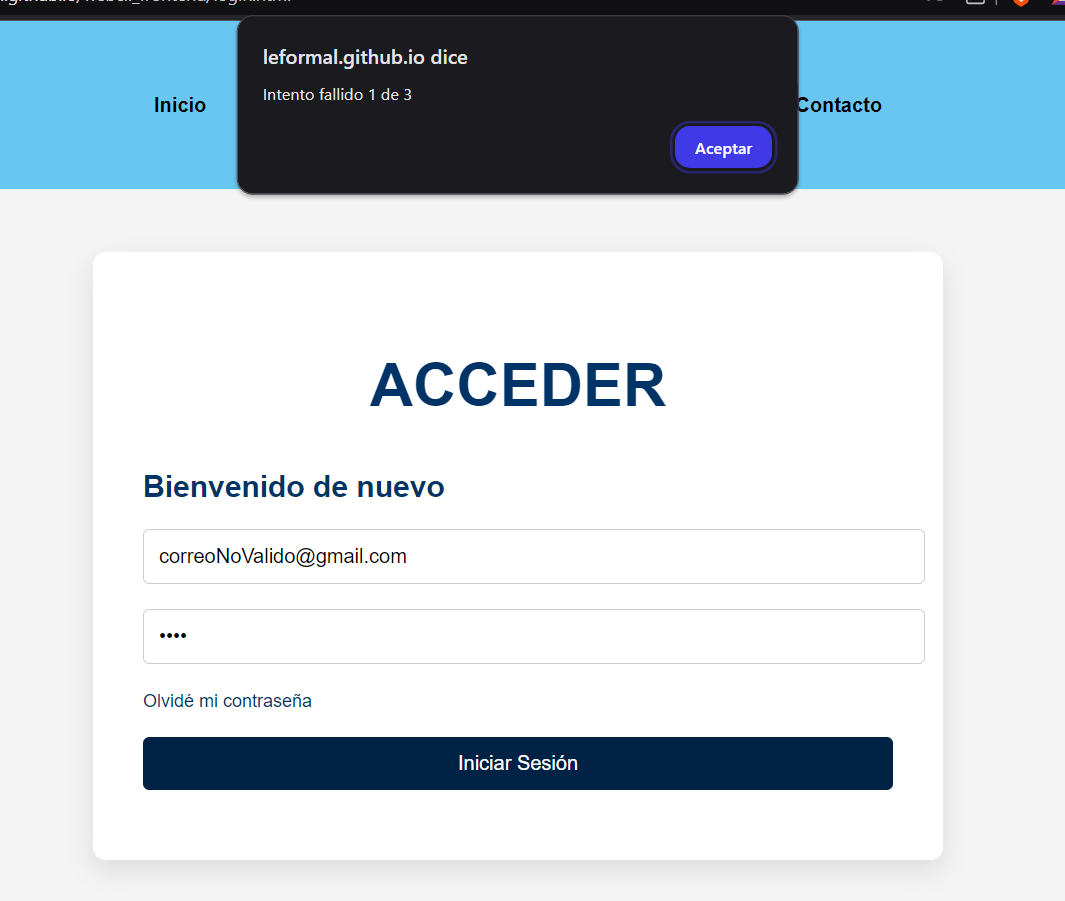 leformal.github.io dice
Intento fallido 1 de 3
Aceptar
Inicio
Contacto
ACCEDER
Bienvenido de nuevo
correoNoValido@gmail.com
••••
Olvidé mi contraseña
Iniciar Sesión